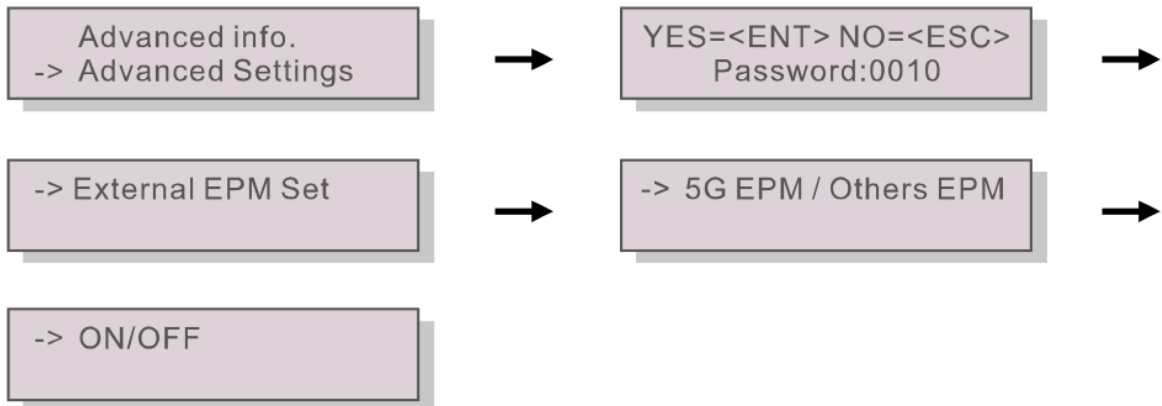 Advanced info.
-> Advanced Settings
YES=<ENT> NO=<ESC>
Password:0010
-> External EPM Set
-> 5G EPM / Others EPM
-> ON/OFF